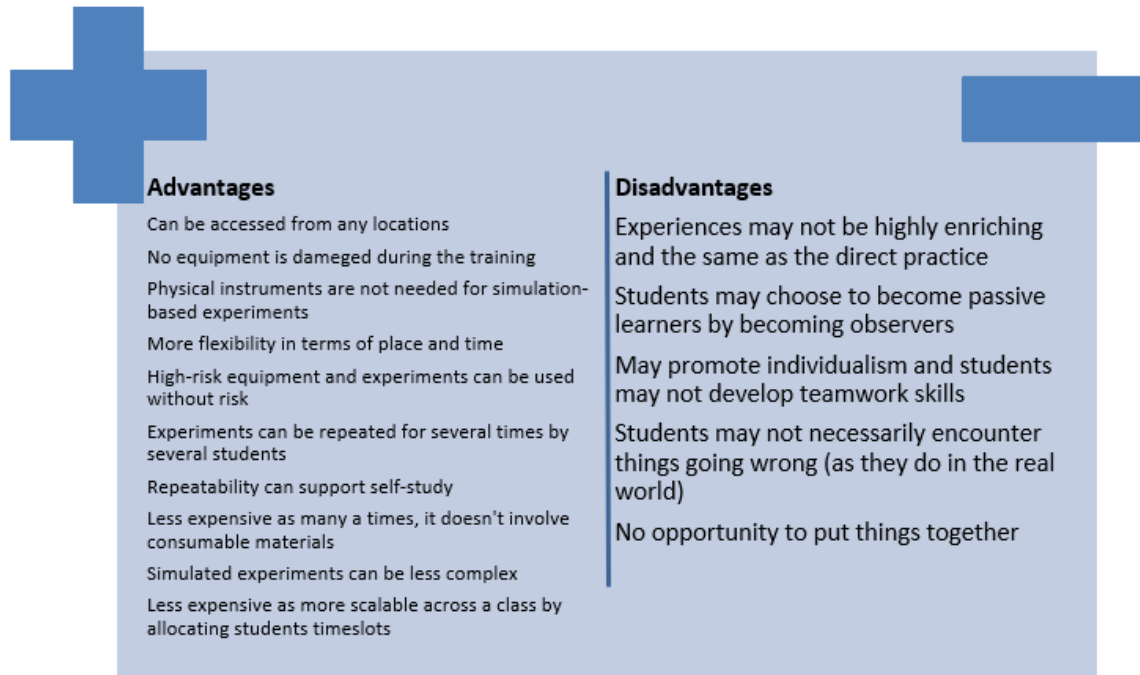 Advantages
Can be accessed from any locations
No equipment is dameged during the training
Physical instruments are not needed for simulation-
based experiments
More flexibility in terms of place and time
High-risk equipment and experiments can be used
without risk
Experiments can be repeated for several times by
several students
Repeatability can support self-study
Less expensive as many a times, it doesn't involve
consumable materials
Simulated experiments can be less complex
Less expensive as more scalable across a class by
allocating students timeslots
Disadvantages
Experiences may not be highly enriching
and the same as the direct practice
Students may choose to become passive
learners by becoming observers
May promote individualism and students
may not develop teamwork skills
Students may not necessarily encounter
things going wrong (as they do in the real
world)
No opportunity to put things together